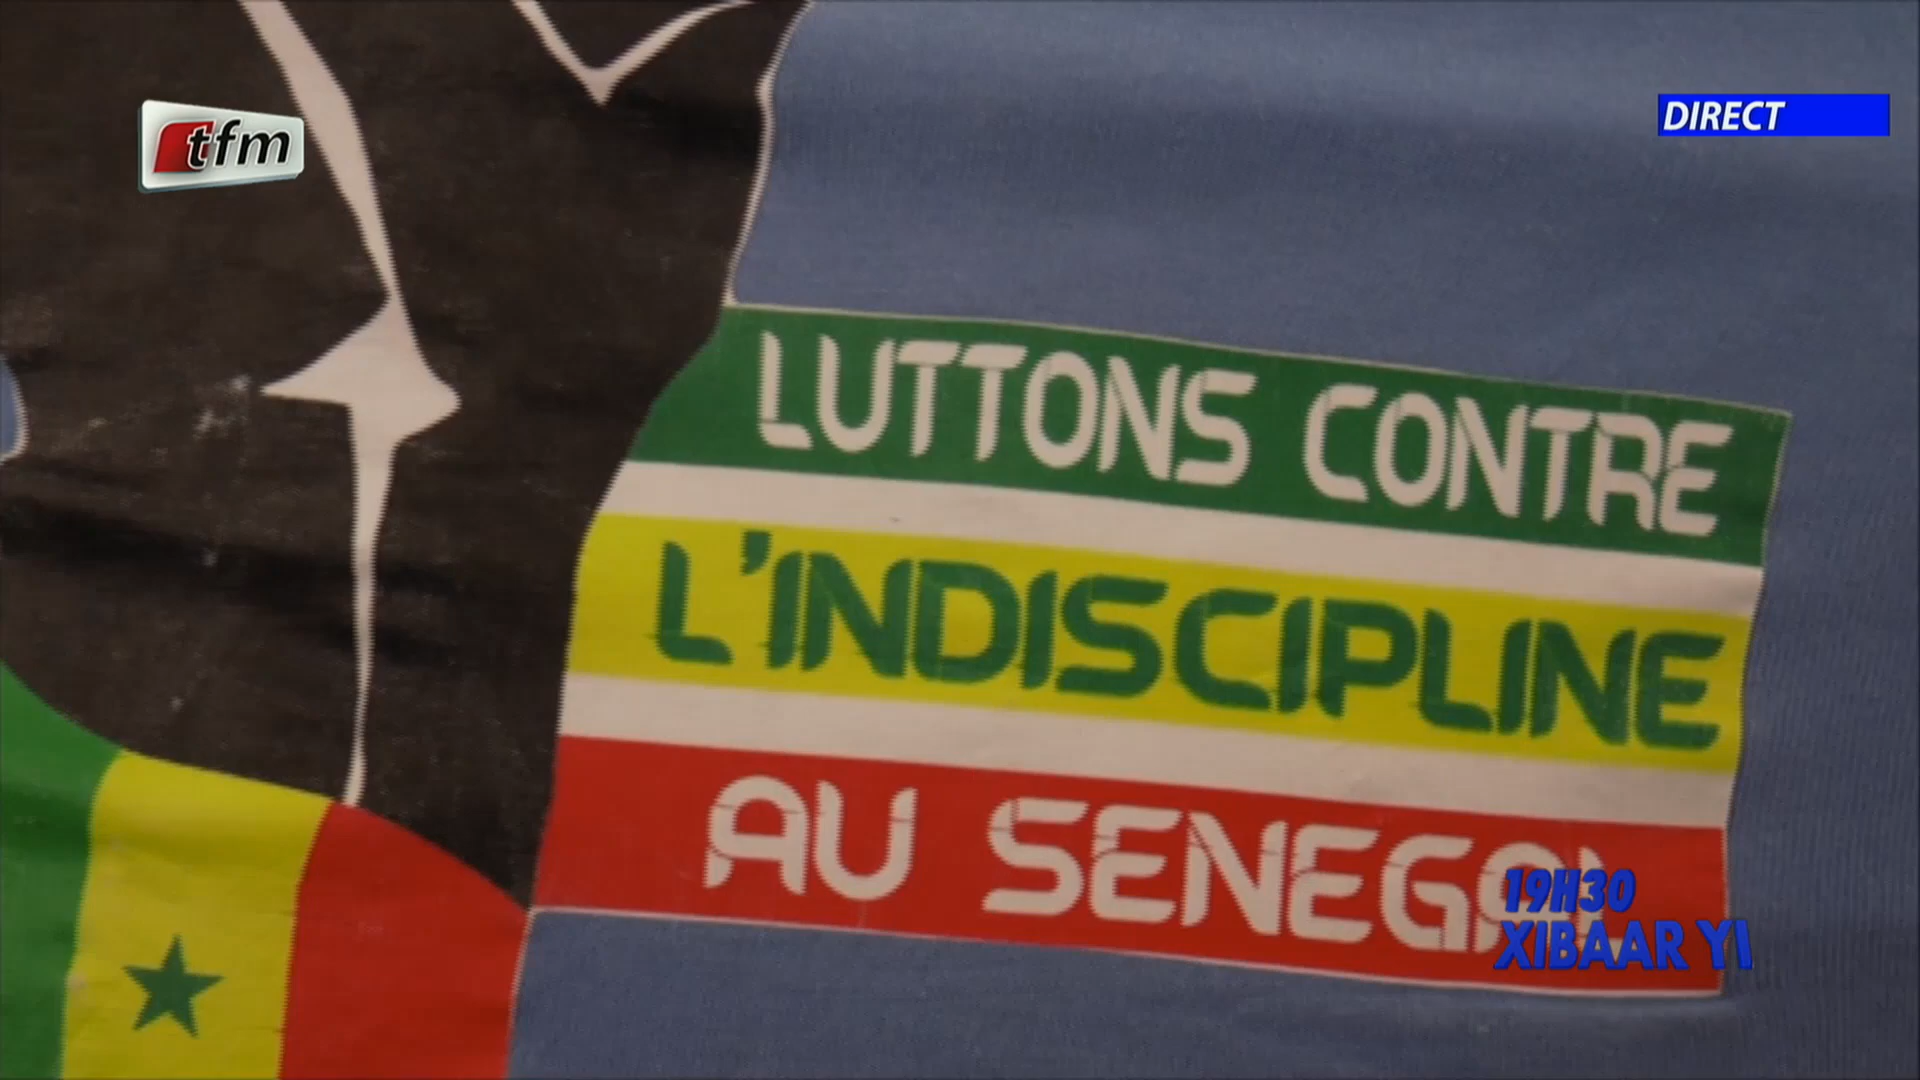 tfm
DIRECT
LUTTONS CONTRE
L'INDISCIPLINE
AU SENEGAL
19H30
XIBAAR YI